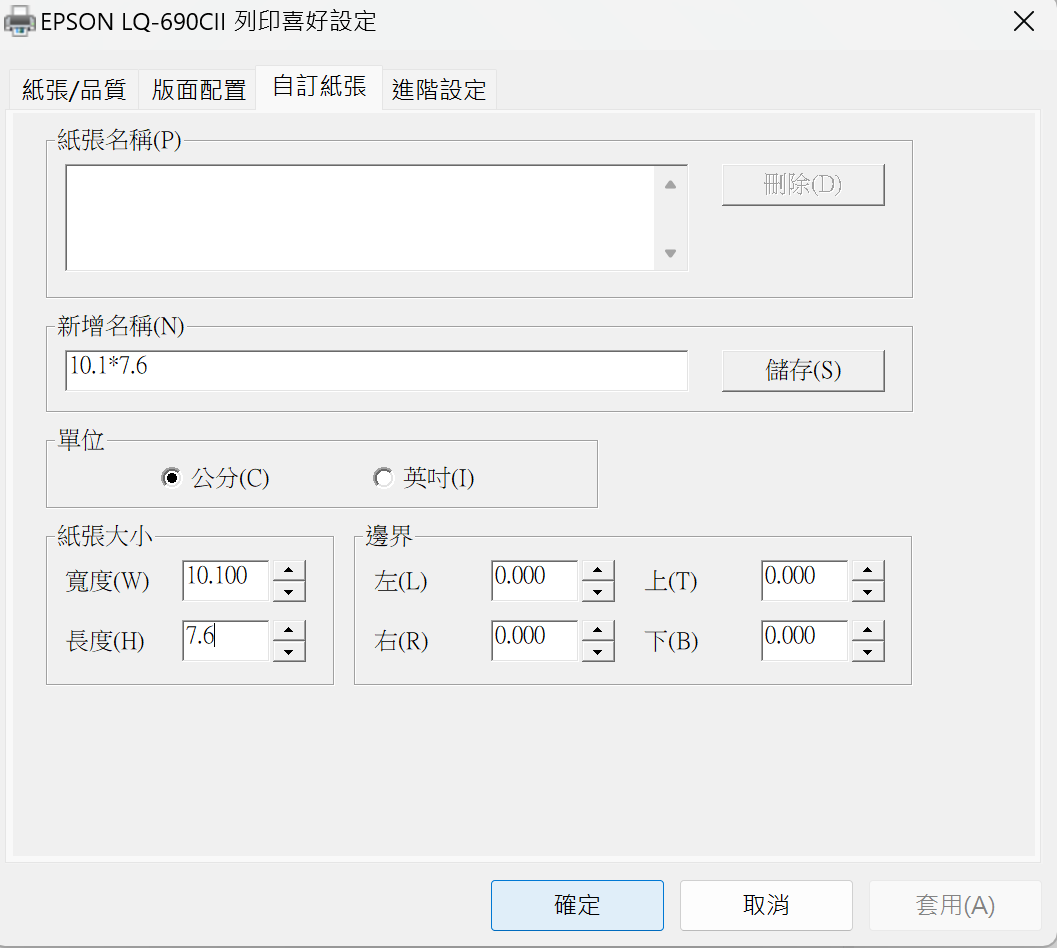 EPSON LQ-690CII 列印喜好設定
紙張/品質 版面配置 自訂紙張 進階設定
紙張名稱(P)
刪除(D)
新增名稱(N)
10.1*7.6 儲存(S)
單位
公分(C) 英吋(I)
紙張大小 邊界
寬度(W) 10.100 左(L) 0.000 上(T) 0.000
長度(H) 7.6 右(R) 0.000 下(B) 0.000
確定 取消 套用(A)